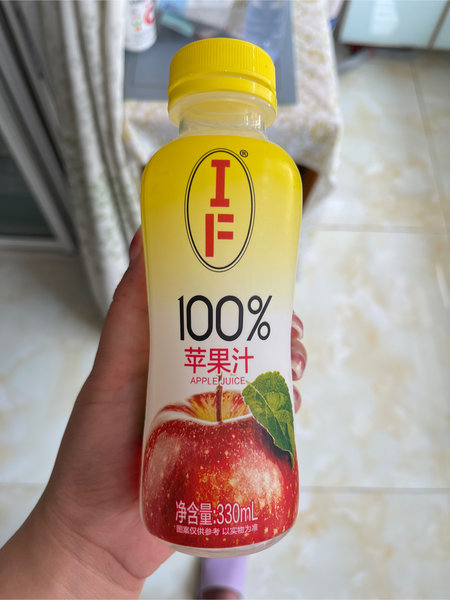 IF®
100%
苹果汁
APPLE JUICE
净含量:330mL
图案仅供参考 以实物为准